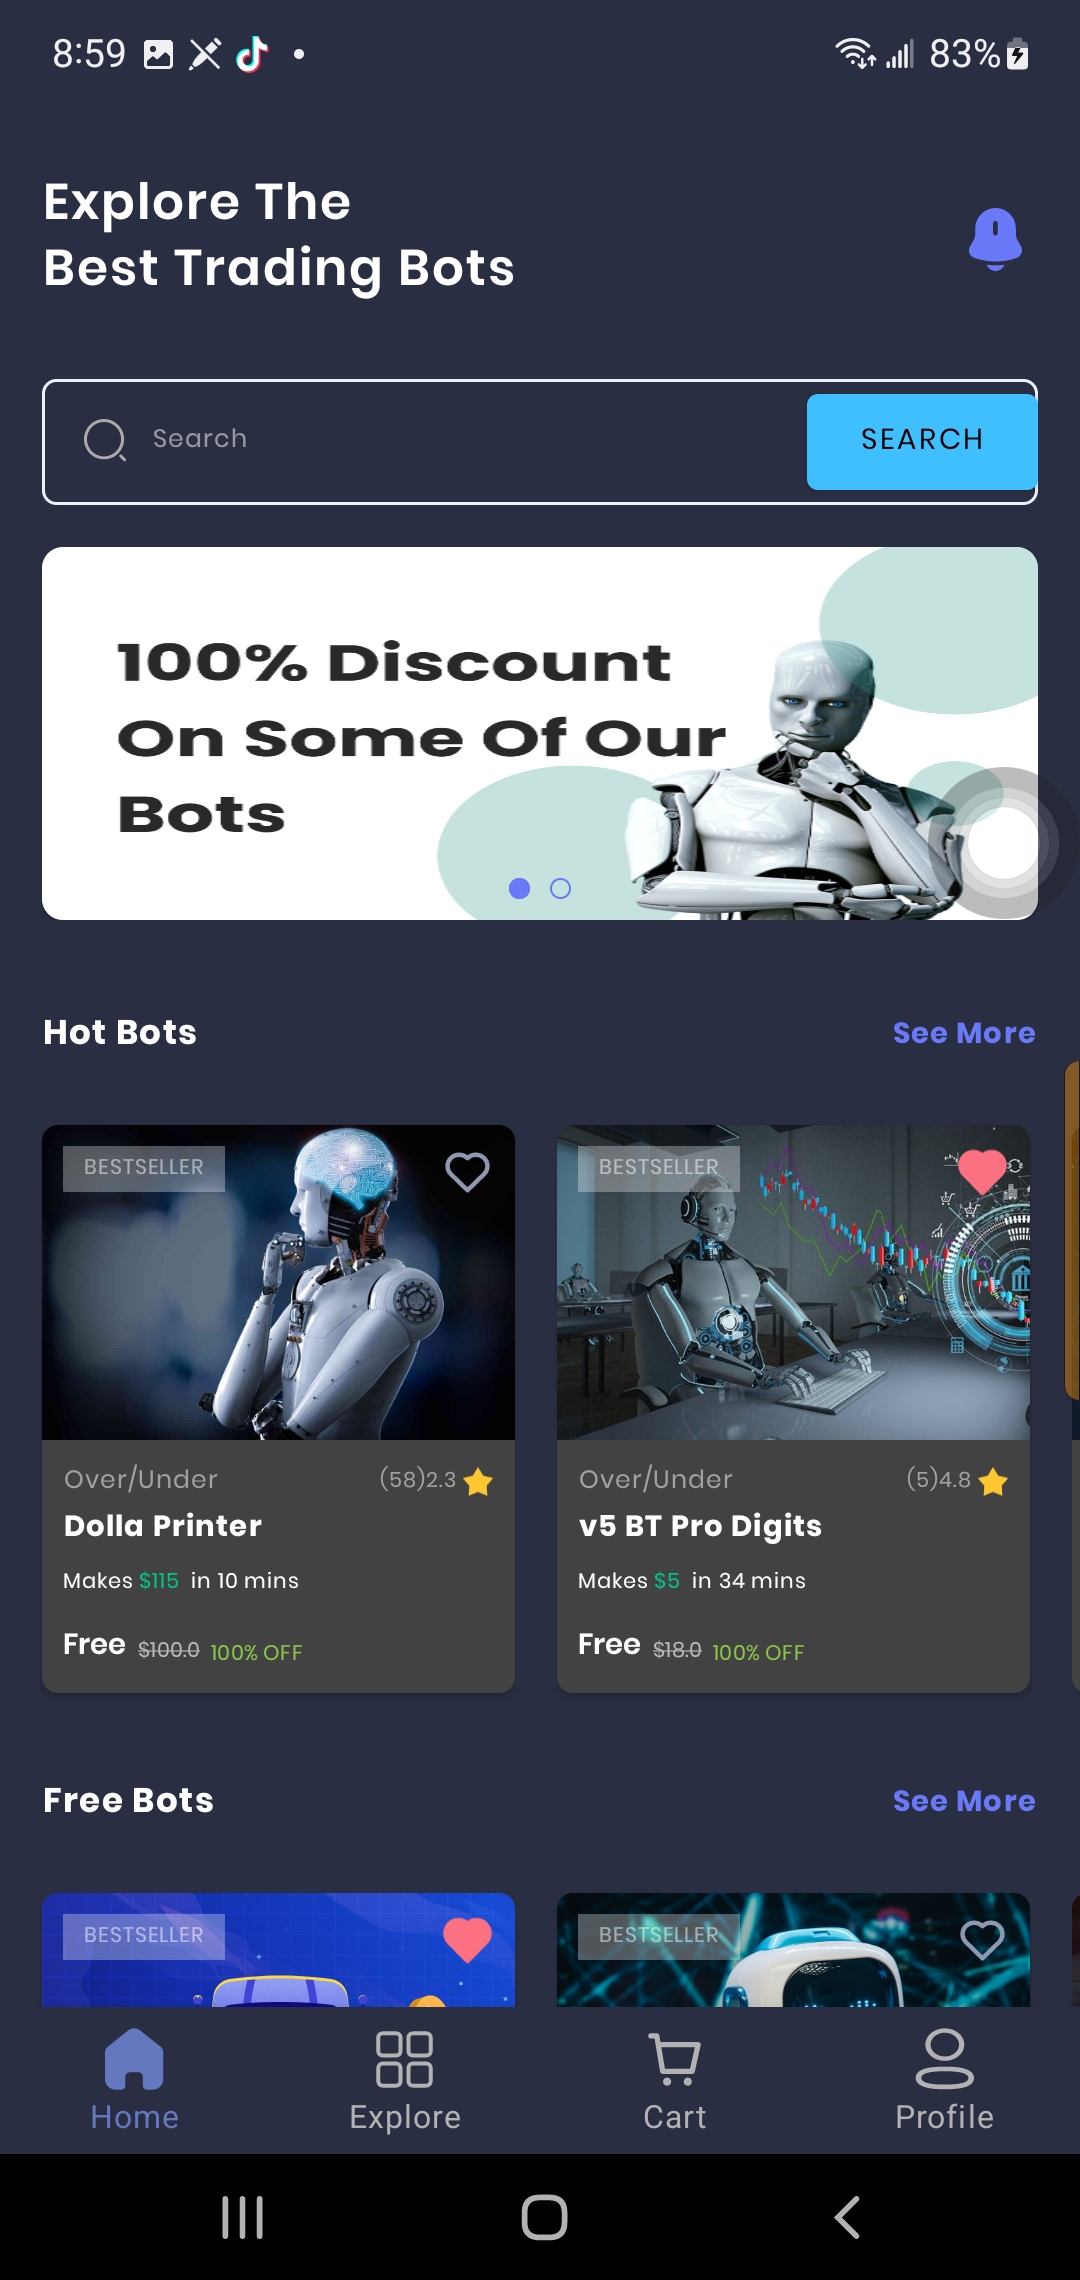 8:59
83%
Explore The
Best Trading Bots
Search
SEARCH
100% Discount
On Some Of Our
Bots
Hot Bots
See More
BESTSELLER
BESTSELLER
Over/Under
(58)2.3
Dolla Printer
Makes $115 in 10 mins
Free $100.0 100% OFF
Over/Under
(5)4.8
v5 BT Pro Digits
Makes $5 in 34 mins
Free $18.0 100% OFF
Free Bots
See More
BESTSELLER
BESTSELLER
Home
Explore
Cart
Profile